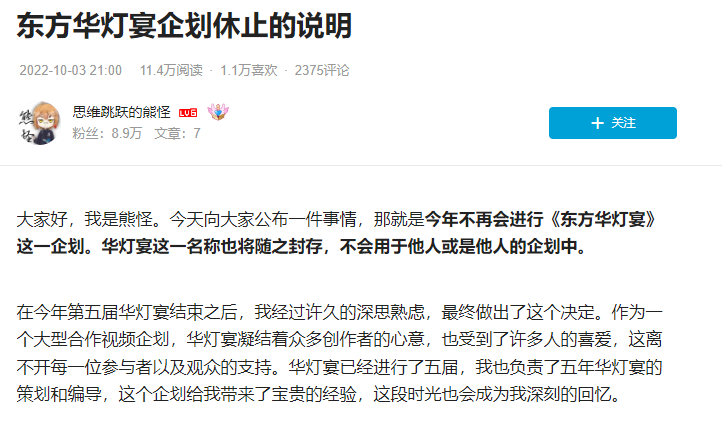 东方华灯宴企划休止的说明
2022-10-03 21:00 11.4万阅读 · 1.1万喜欢 · 2375评论
思维跳跃的熊怪 LV6
粉丝：8.9万 文章：7
+ 关注
大家好，我是熊怪。今天向大家公布一件事情，那就是今年不再会进行《东方华灯宴》
这一企划。华灯宴这一名称也将随之封存，不会用于他人或是他人的企划中。
在今年第五届华灯宴结束之后，我经过许久的深思熟虑，最终做出了这个决定。作为一
个大型合作视频企划，华灯宴凝结着众多创作者的心意，也受到了许多人的喜爱，这离
不开每一位参与者以及观众的支持。华灯宴已经进行了五届，我也负责了五年华灯宴的
策划和编导，这个企划给我带来了宝贵的经验，这段时光也会成为我深刻的回忆。